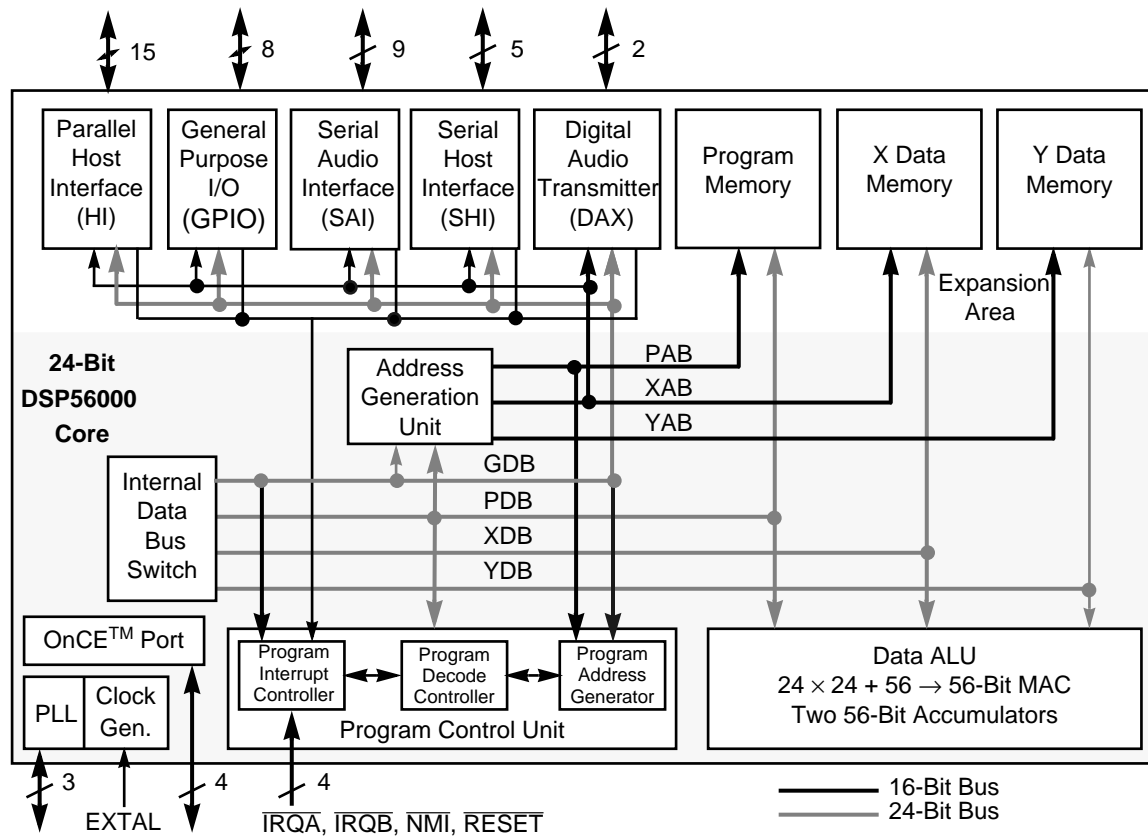 15
8
9
5
2
Parallel
Host
Interface
(HI)
General
Purpose
I/O
(GPIO)
Serial
Audio
Interface
(SAI)
Serial
Host
Interface
(SHI)
Digital
Audio
Transmitter
(DAX)
Program
Memory
X Data
Memory
Y Data
Memory
Expansion
Area
24-Bit
DSP56000
Core
Address
Generation
Unit
PAB
XAB
YAB
Internal
Data
Bus
Switch
GDB
PDB
XDB
YDB
OnCE™ Port
PLL
Clock
Gen.
Program
Interrupt
Controller
Program
Decode
Controller
Program
Address
Generator
Program Control Unit
Data ALU
24 × 24 + 56 → 56-Bit MAC
Two 56-Bit Accumulators
3
EXTAL
4
4
IRQA, IRQB, NMI, RESET
16-Bit Bus
24-Bit Bus